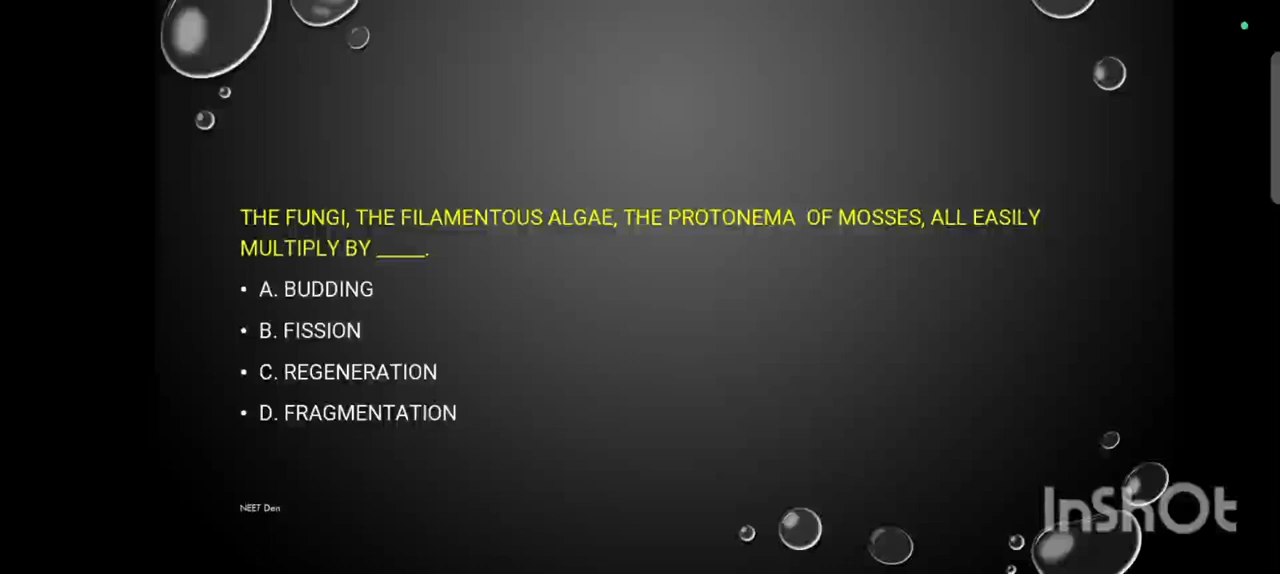 THE FUNGI, THE FILAMENTOUS ALGAE, THE PROTONEMA OF MOSSES, ALL EASILY
MULTIPLY BY _____.
• A. BUDDING
• B. FISSION
• C. REGENERATION
• D. FRAGMENTATION
NEET Den
InShOt